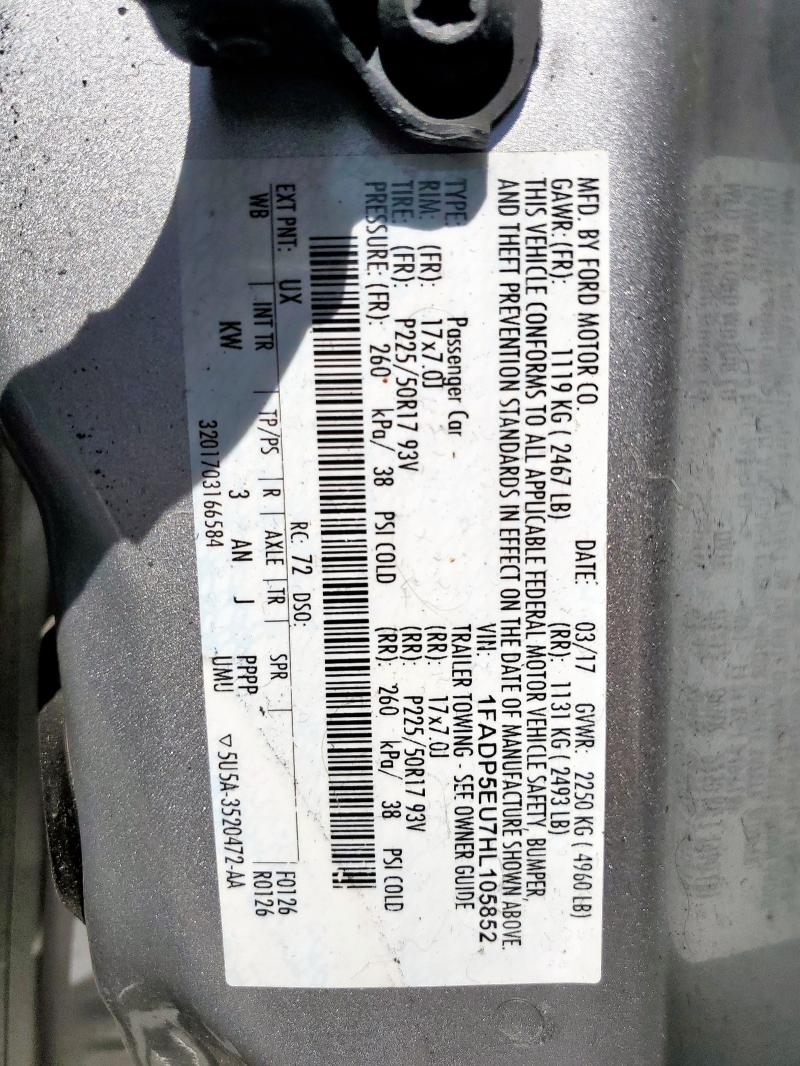 MFD. BY FORD MOTOR CO. DATE: 03/17 GVWR: 2250 KG ( 4960 LB)
GAWR: (FR): 1119 KG ( 2467 LB) (RR): 1131 KG ( 2493 LB)
THIS VEHICLE CONFORMS TO ALL APPLICABLE FEDERAL MOTOR VEHICLE SAFETY, BUMPER,
AND THEFT PREVENTION STANDARDS IN EFFECT ON THE DATE OF MANUFACTURE SHOWN ABOVE.
VIN: 1FADP5EU7HL105852
TYPE: Passenger Car TRAILER TOWING - SEE OWNER GUIDE
RIM: (FR): 17x7.0J (RR): 17x7.0J
TIRE: (FR): P225/50R17 93V (RR): P225/50R17 93V
PRESSURE: (FR): 260 kPa/ 38 PSI COLD (RR): 260 kPa/ 38 PSI COLD
RC: 72 DSO: F0126
EXT PNT: UX R0126
WB | INT TR | TP/PS | R | AXLE | TR | SPR |
KW 3 AN J PPPP
UMU ▽5U5A-3520472-AA
3201703166584